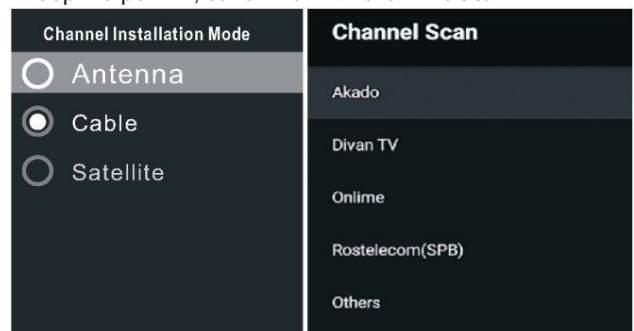 Channel Installation Mode
Antenna
Cable
Satellite
Channel Scan
Akado
Divan TV
Onlime
Rostelecom(SPB)
Others